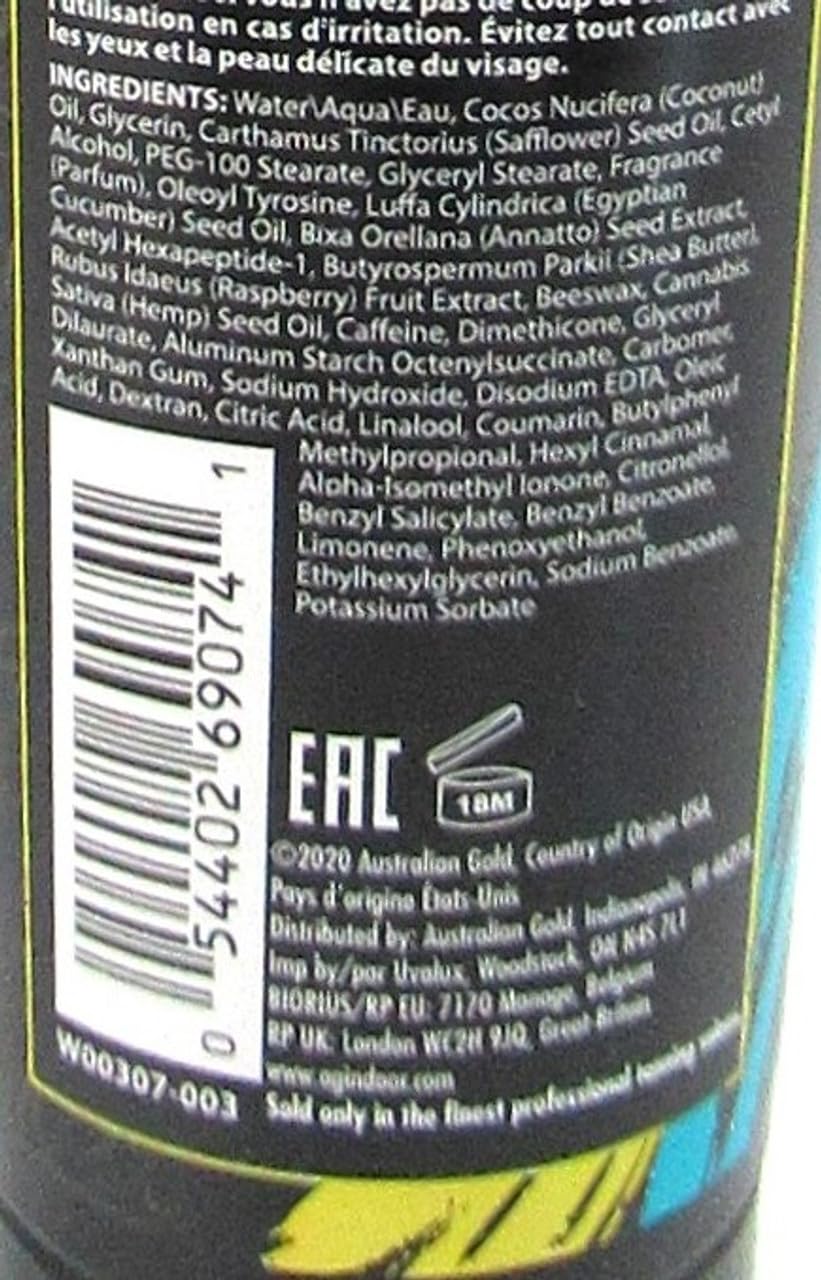 l'utilisation en cas d'irritation. Évitez tout contact avec
les yeux et la peau délicate du visage.
INGREDIENTS: Water\Aqua\Eau, Cocos Nucifera (Coconut)
Oil, Glycerin, Carthamus Tinctorius (Safflower) Seed Oil, Cetyl
Alcohol, PEG-100 Stearate, Glyceryl Stearate, Fragrance
(Parfum), Oleoyl Tyrosine, Luffa Cylindrica (Egyptian
Cucumber) Seed Oil, Bixa Orellana (Annatto) Seed Extract,
Acetyl Hexapeptide-1, Butyrospermum Parkii (Shea Butter),
Rubus Idaeus (Raspberry) Fruit Extract, Beeswax, Cannabis
Sativa (Hemp) Seed Oil, Caffeine, Dimethicone, Glyceryl
Dilaurate, Aluminum Starch Octenylsuccinate, Carbomer,
Xanthan Gum, Sodium Hydroxide, Disodium EDTA, Oleic
Acid, Dextran, Citric Acid, Linalool, Coumarin, Butylphenyl
Methylpropional, Hexyl Cinnamal,
Alpha-Isomethyl Ionone, Citronellol,
Benzyl Salicylate, Benzyl Benzoate,
Limonene, Phenoxyethanol,
Ethylhexylglycerin, Sodium Benzoate,
Potassium Sorbate
0 54402 69074 1
EAC
18M
©2020 Australian Gold, Country of Origin USA
Pays d'origine États-Unis
Distributed by: Australian Gold, Indianapolis, IN
Imp by/par Uvalux, Woodstock, ON N4S 7L1
BIORIUS/RP EU: 7170 Manage, Belgium
RP UK: London WC2H 9JQ, Great Britain
www.agindoor.com
Sold only in the finest professional tanning
W00307-003